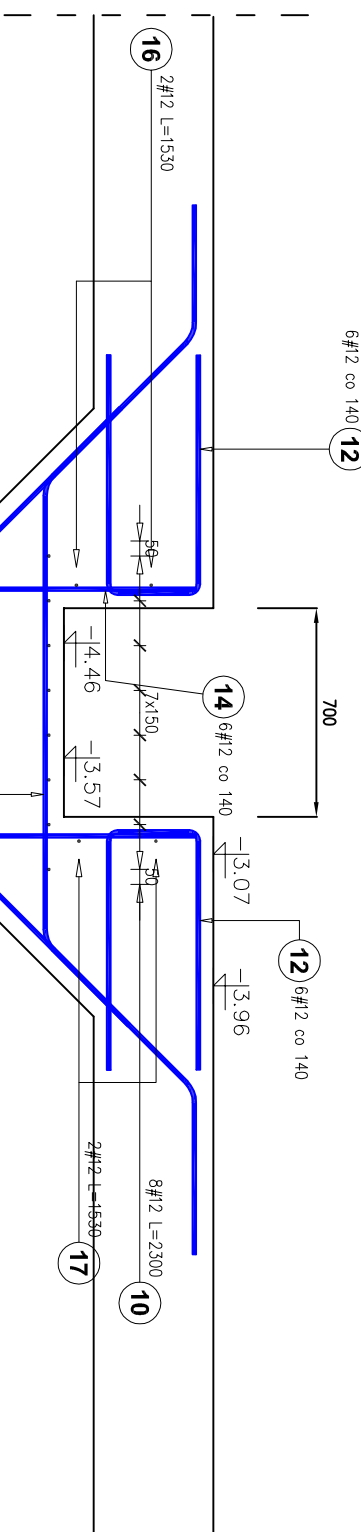 6#12 co 140 12
16 2#12 L=1530
700
14 6#12 co 140
12 6#12 co 140
-3.07
-3.96
50
7x150
50
-4.46
-3.57
8#12 L=2300
10
2#12 L=1530
17